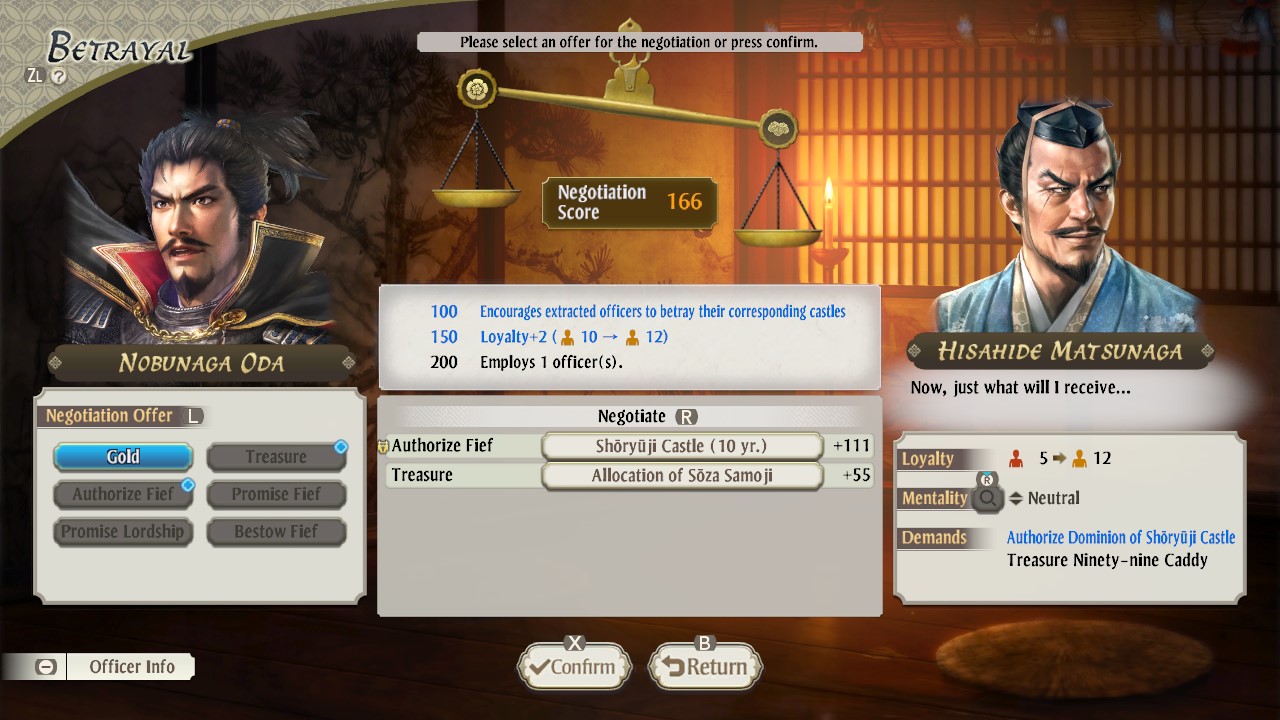 BETRAYAL
ZL ?
Please select an offer for the negotiation or press confirm.
Negotiation Score 166
100 Encourages extracted officers to betray their corresponding castles
150 Loyalty+2 ( 10 → 12)
200 Employs 1 officer(s).
NOBUNAGA ODA
HISAHIDE MATSUNAGA
Now, just what will I receive...
Negotiation Offer L
Gold
Treasure
Authorize Fief
Promise Fief
Promise Lordship
Bestow Fief
Negotiate R
Authorize Fief Shōryūji Castle (10 yr.) +111
Treasure Allocation of Sōza Samoji +55
Loyalty 5 → 12
Mentality R Neutral
Demands Authorize Dominion of Shōryūji Castle
Treasure Ninety-nine Caddy
Officer Info
X
Confirm
B
Return